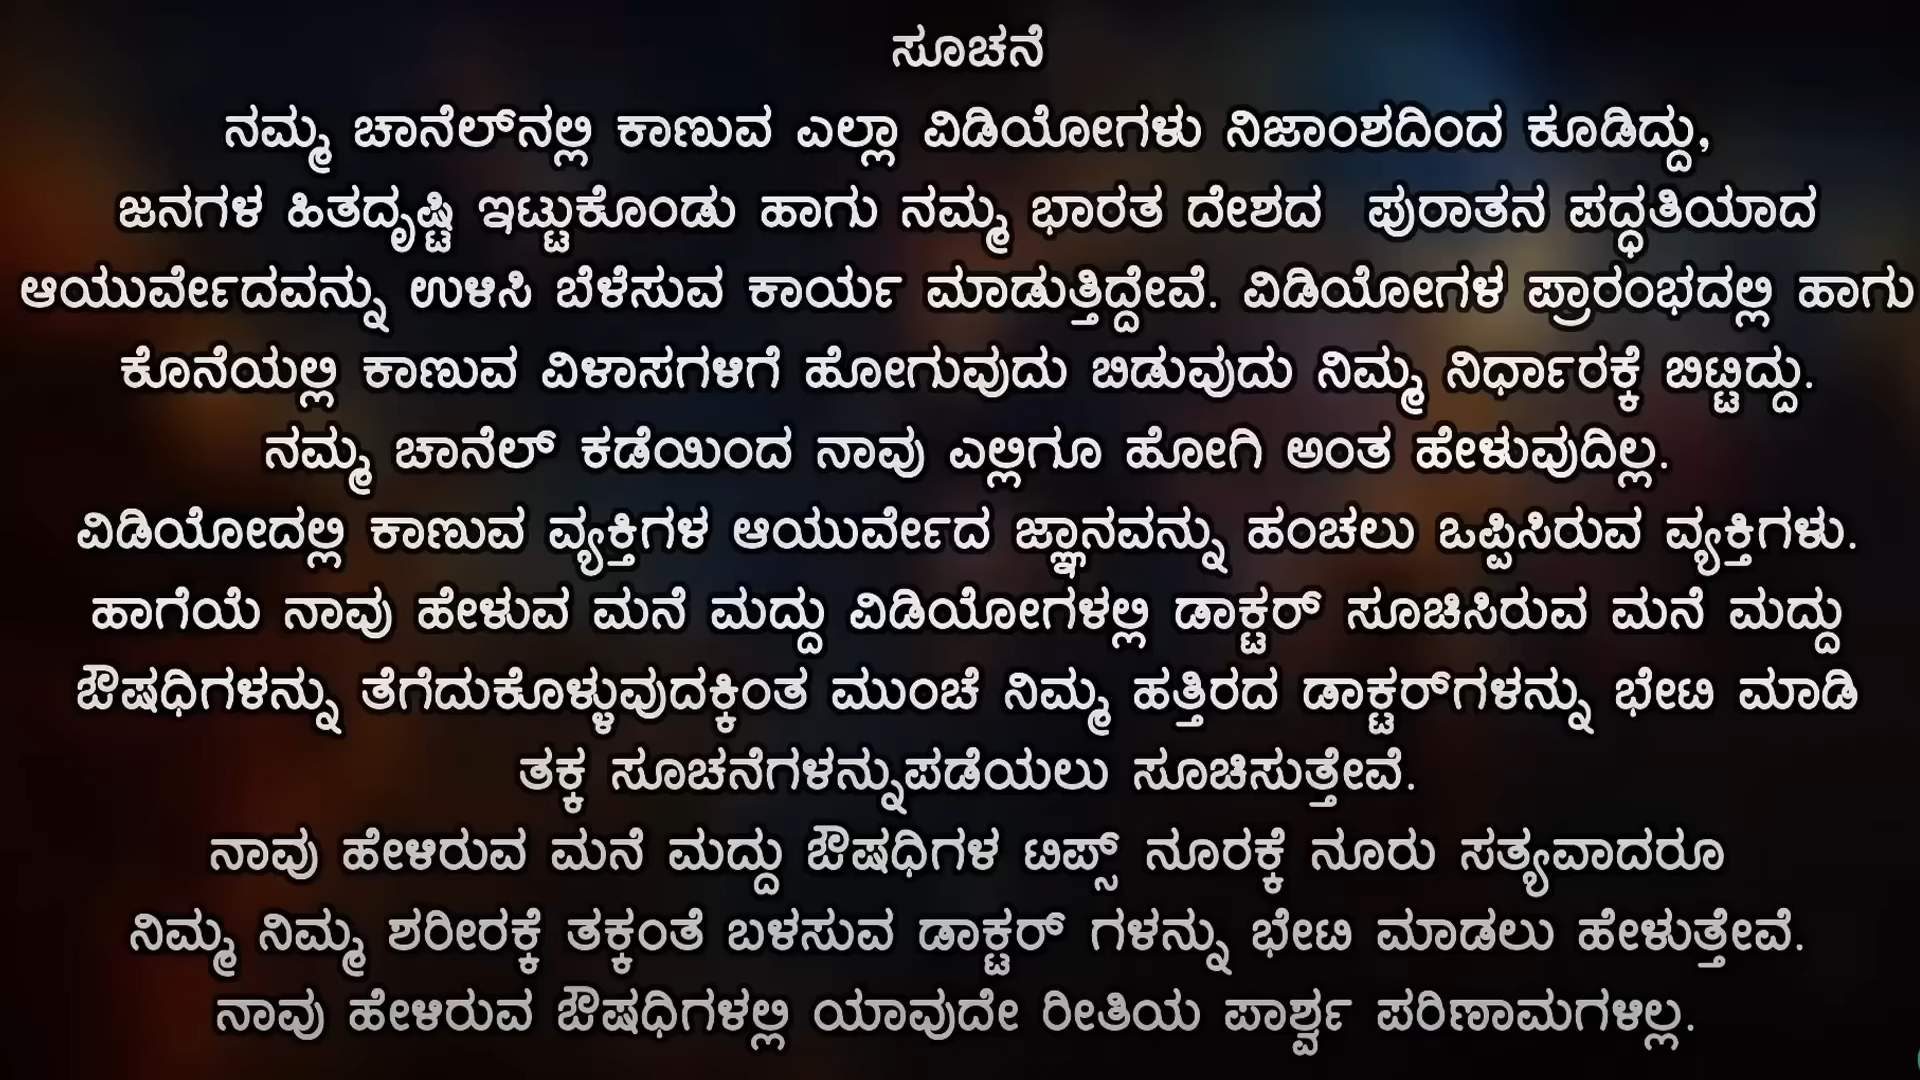 ಸೂಚನೆ
ನಮ್ಮ ಚಾನೆಲ್‌ನಲ್ಲಿ ಕಾಣುವ ಎಲ್ಲಾ ವಿಡಿಯೋಗಳು ನಿಜಾಂಶದಿಂದ ಕೂಡಿದ್ದು,
ಜನಗಳ ಹಿತದೃಷ್ಟಿ ಇಟ್ಟುಕೊಂಡು ಹಾಗು ನಮ್ಮ ಭಾರತ ದೇಶದ ಪುರಾತನ ಪದ್ಧತಿಯಾದ
ಆಯುರ್ವೇದವನ್ನು ಉಳಿಸಿ ಬೆಳೆಸುವ ಕಾರ್ಯ ಮಾಡುತ್ತಿದ್ದೇವೆ. ವಿಡಿಯೋಗಳ ಪ್ರಾರಂಭದಲ್ಲಿ ಹಾಗು
ಕೊನೆಯಲ್ಲಿ ಕಾಣುವ ವಿಳಾಸಗಳಿಗೆ ಹೋಗುವುದು ಬಿಡುವುದು ನಿಮ್ಮ ನಿರ್ಧಾರಕ್ಕೆ ಬಿಟ್ಟಿದ್ದು.
ನಮ್ಮ ಚಾನೆಲ್ ಕಡೆಯಿಂದ ನಾವು ಎಲ್ಲಿಗೂ ಹೋಗಿ ಅಂತ ಹೇಳುವುದಿಲ್ಲ.
ವಿಡಿಯೋದಲ್ಲಿ ಕಾಣುವ ವ್ಯಕ್ತಿಗಳ ಆಯುರ್ವೇದ ಜ್ಞಾನವನ್ನು ಹಂಚಲು ಒಪ್ಪಿಸಿರುವ ವ್ಯಕ್ತಿಗಳು.
ಹಾಗೆಯೆ ನಾವು ಹೇಳುವ ಮನೆ ಮದ್ದು ವಿಡಿಯೋಗಳಲ್ಲಿ ಡಾಕ್ಟರ್ ಸೂಚಿಸಿರುವ ಮನೆ ಮದ್ದು
ಔಷಧಿಗಳನ್ನು ತೆಗೆದುಕೊಳ್ಳುವುದಕ್ಕಿಂತ ಮುಂಚೆ ನಿಮ್ಮ ಹತ್ತಿರದ ಡಾಕ್ಟರ್‌ಗಳನ್ನು ಭೇಟಿ ಮಾಡಿ
ತಕ್ಕ ಸೂಚನೆಗಳನ್ನುಪಡೆಯಲು ಸೂಚಿಸುತ್ತೇವೆ.
ನಾವು ಹೇಳಿರುವ ಮನೆ ಮದ್ದು ಔಷಧಿಗಳ ಟಿಪ್ಸ್ ನೂರಕ್ಕೆ ನೂರು ಸತ್ಯವಾದರೂ
ನಿಮ್ಮ ನಿಮ್ಮ ಶರೀರಕ್ಕೆ ತಕ್ಕಂತೆ ಬಳಸುವ ಡಾಕ್ಟರ್ ಗಳನ್ನು ಭೇಟಿ ಮಾಡಲು ಹೇಳುತ್ತೇವೆ.
ನಾವು ಹೇಳಿರುವ ಔಷಧಿಗಳಲ್ಲಿ ಯಾವುದೇ ರೀತಿಯ ಪಾರ್ಶ್ವ ಪರಿಣಾಮಗಳಿಲ್ಲ.